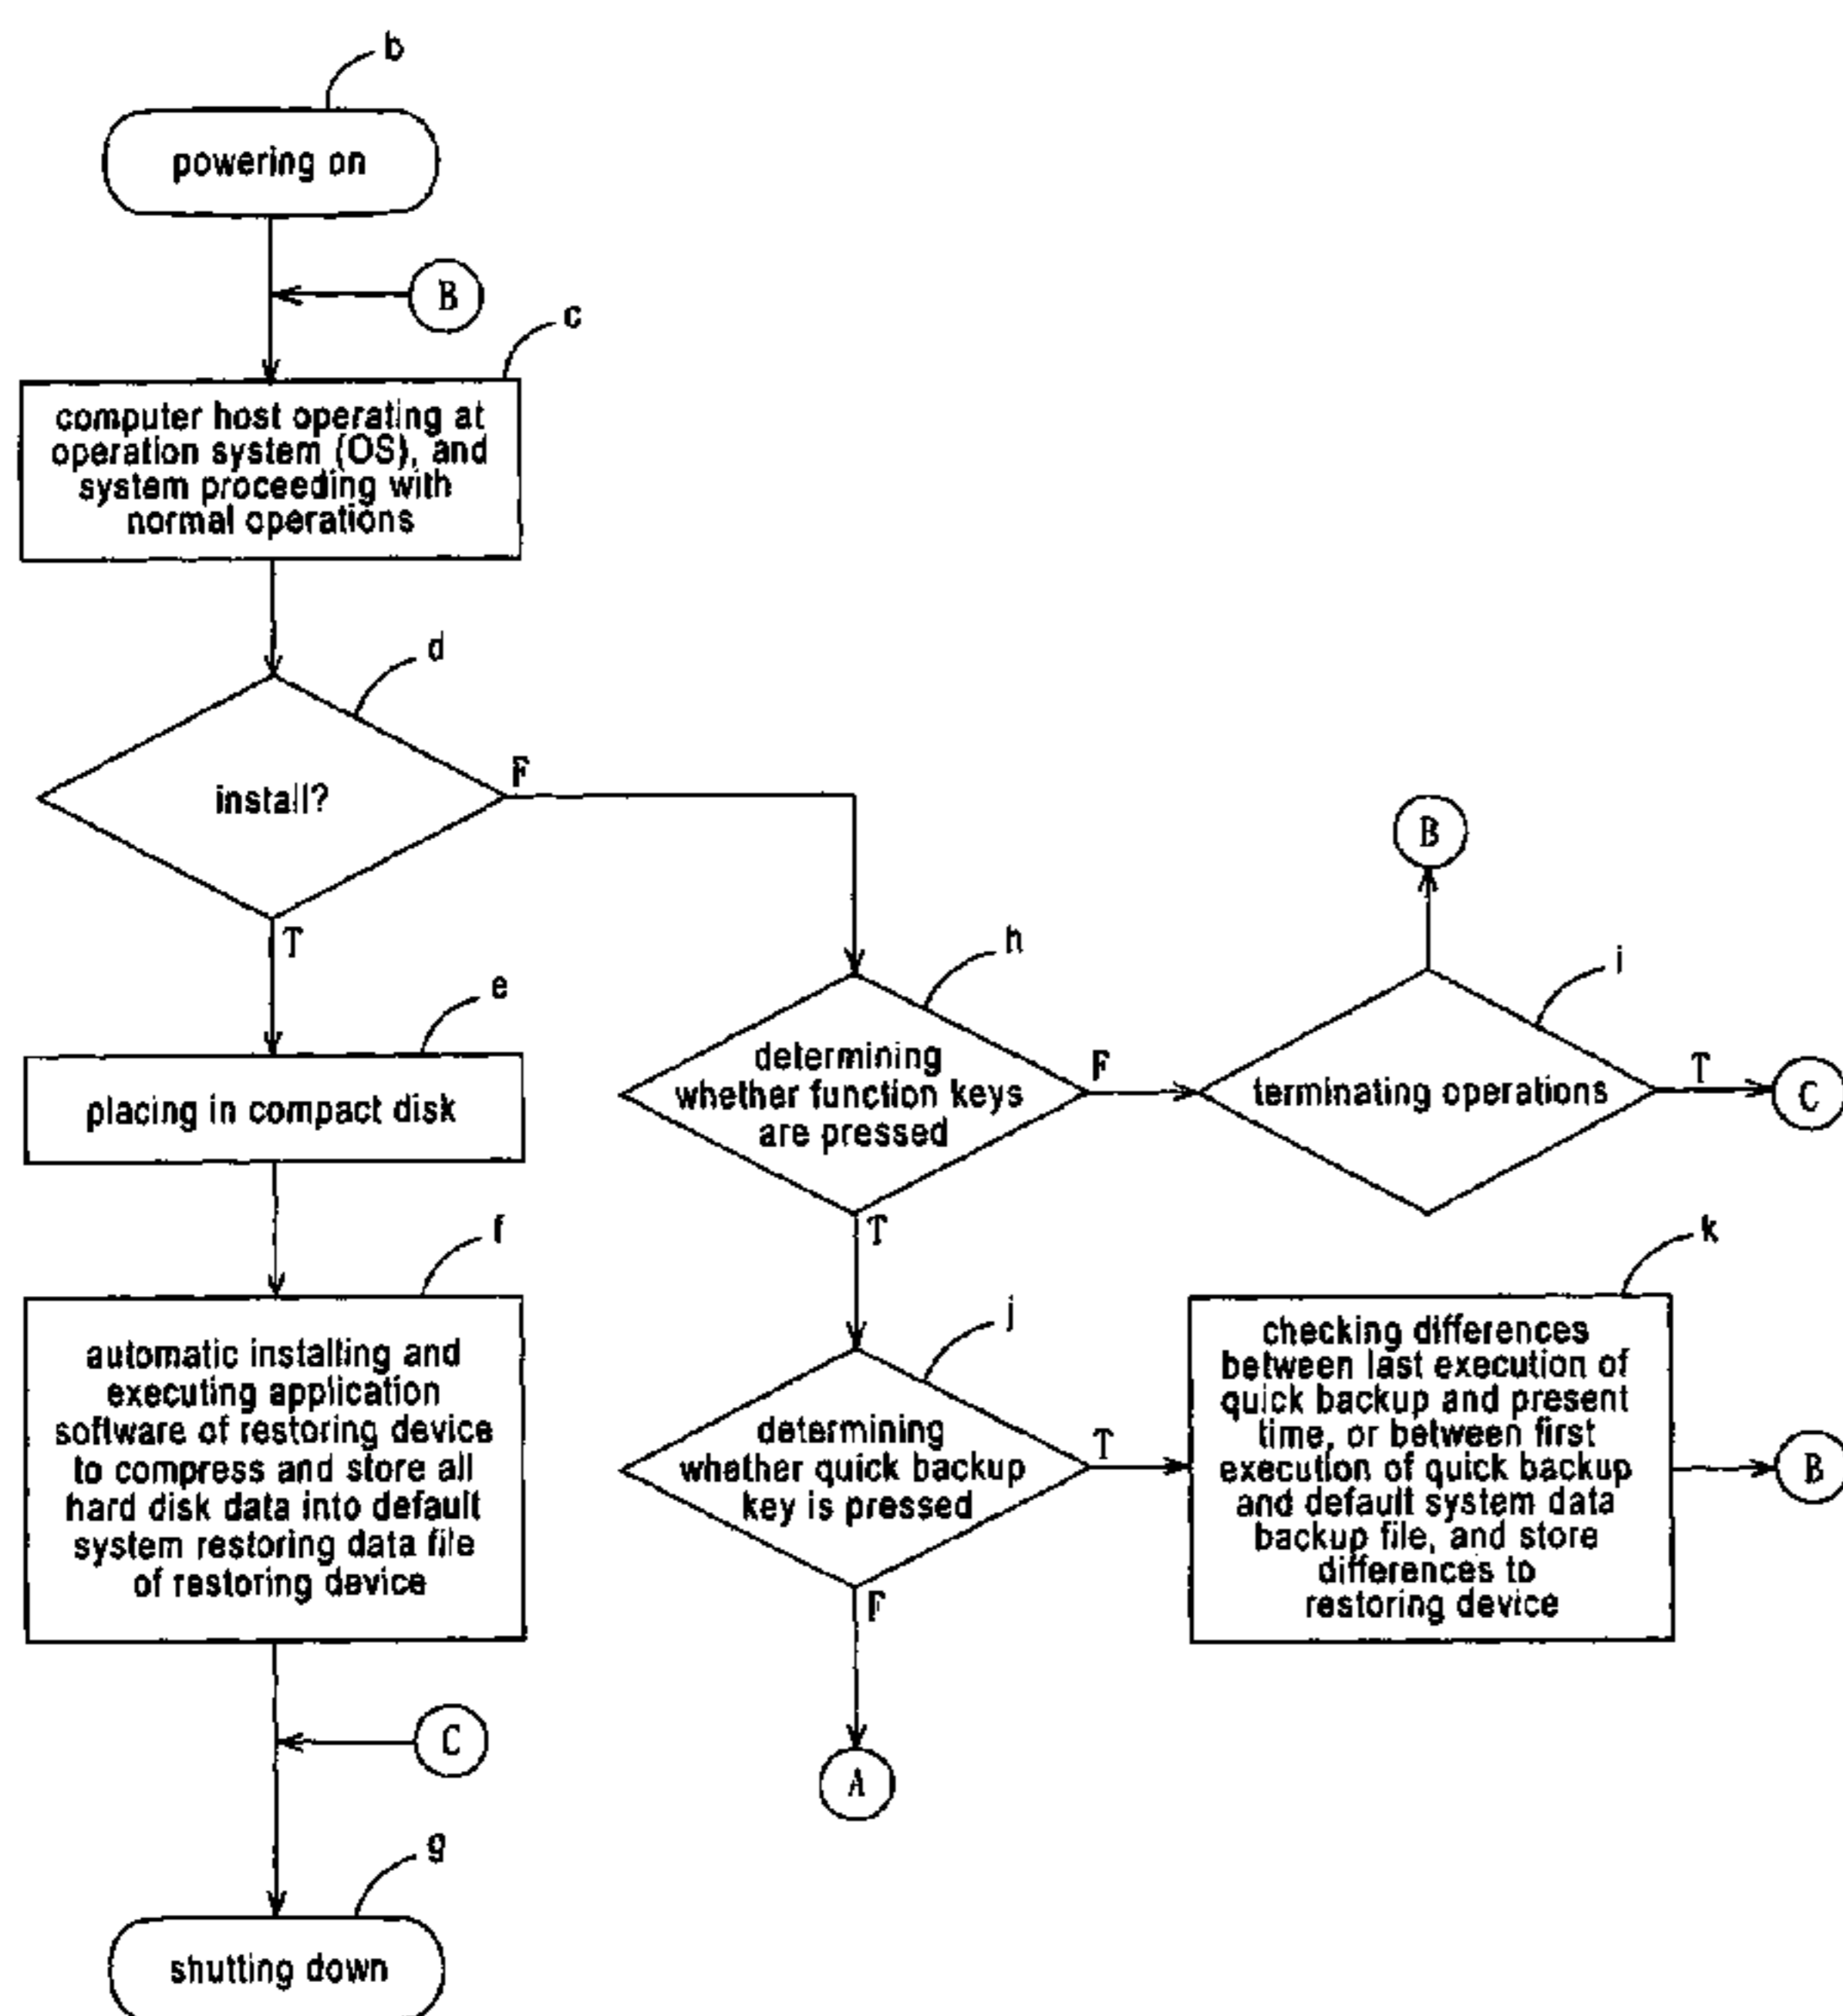 b
powering on
B
c
computer host operating at
operation system (OS), and
system proceeding with
normal operations
d
install?
F
T
e
placing in compact disk
f
automatic installing and
executing application
software of restoring device
to compress and store all
hard disk data into default
system restoring data file
of restoring device
C
g
shutting down
h
determining
whether function keys
are pressed
F
T
B
i
terminating operations
T
C
j
determining
whether quick backup
key is pressed
T
F
A
k
checking differences
between last execution of
quick backup and present
time, or between first
execution of quick backup
and default system data
backup file, and store
differences to
restoring device
B